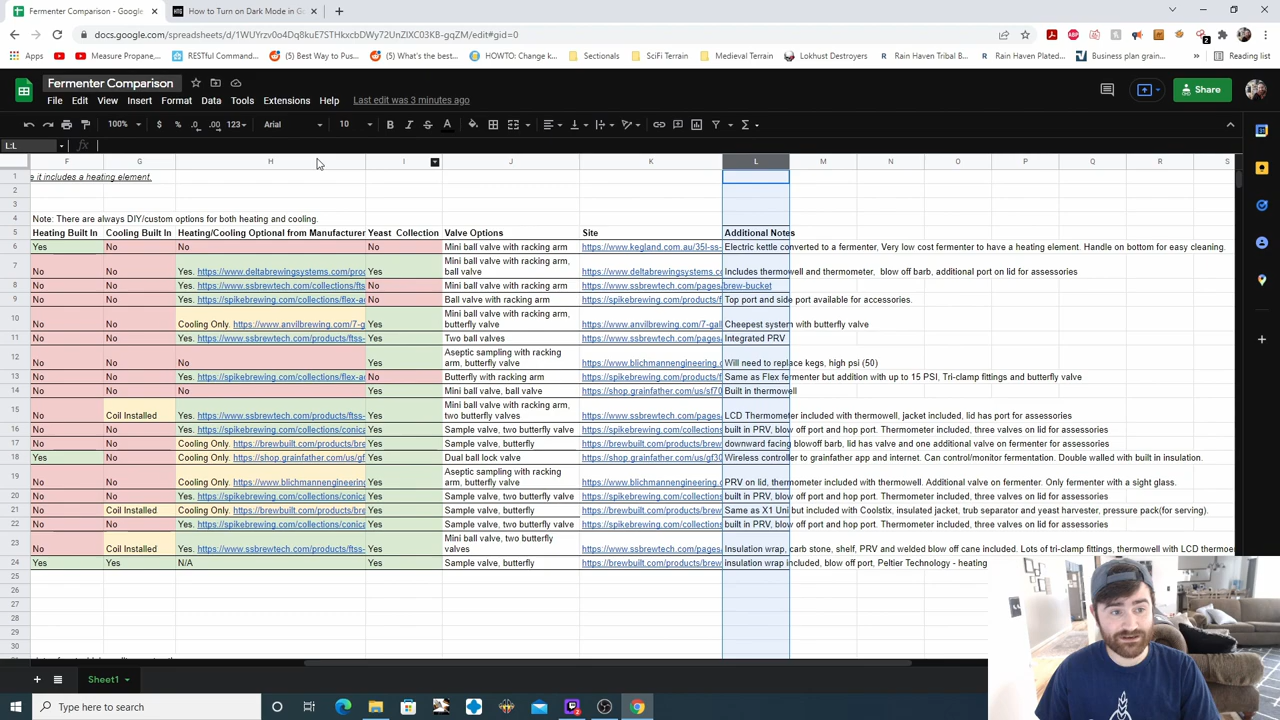 Fermenter Comparison - Google
How to Turn on Dark Mode in Go
docs.google.com/spreadsheets/d/1WUYrzv0o4Dq8kuE7STHkxcbDWy72UnZlXC03KB-gqZM/edit#gid=0
YouTube Measure Propane,... RESTful Command... (5) Best Way to Pus... (5) What's the best... HOWTO: Change k... Sectionals SciFi Terrain Medieval Terrain Lokhust Destroyers Rain Haven Tribal B... Rain Haven Plated... Business plan grain... Reading list
Fermenter Comparison
File Edit View Insert Format Data Tools Extensions Help Last edit was 3 minutes ago
Share
100% $ % .0 .00 123 Arial 10 B I S A
L:L fx
F G H I J K L M N O P Q R S
1 e it includes a heating element.
2
3
4 Note: There are always DIY/custom options for both heating and cooling.
5 Heating Built In Cooling Built In Heating/Cooling Optional from Manufacturer Yeast Collection Valve Options Site Additional Notes
6 Yes No No No Mini ball valve with racking arm https://www.kegland.com.au/35l-ss- Electric kettle converted to a fermenter, Very low cost fermenter to have a heating element. Handle on bottom for easy cleaning.
7 No No Yes. https://www.deltabrewingsystems.com/proc Yes Mini ball valve with racking arm, ball valve https://www.deltabrewingsystems.cc Includes thermowell and thermometer, blow off barb, additional port on lid for assessories
8 No No Yes. https://www.ssbrewtech.com/collections/fts No Mini ball valve with racking arm https://www.ssbrewtech.com/pages/brew-bucket
9 No No Yes. https://spikebrewing.com/collections/flex-a No Ball valve with racking arm https://spikebrewing.com/products/f Top port and side port available for accessories.
10 No No Cooling Only. https://www.anvilbrewing.com/7-g Yes Mini ball valve with racking arm, butterfly valve https://www.anvilbrewing.com/7-gall Cheepest system with butterfly valve
11 No No Yes. https://www.ssbrewtech.com/products/ftss- Yes Two ball valves https://www.ssbrewtech.com/pages/ Integrated PRV
12 No No No Yes Aseptic sampling with racking arm, butterfly valve https://www.blichmannengineering.c Will need to replace kegs, high psi (50)
13 No No Yes. https://spikebrewing.com/collections/flex-a No Butterfly with racking arm https://spikebrewing.com/products/f Same as Flex fermenter but addition with up to 15 PSI, Tri-clamp fittings and butterfly valve
14 No No No Yes Mini ball valve, ball valve https://shop.grainfather.com/us/sf70 Built in thermowell
15 No Coil Installed Yes. https://www.ssbrewtech.com/products/ftss- Yes Mini ball valve with racking arm, two butterfly valves https://www.ssbrewtech.com/pages LCD Thermometer included with thermowell, jacket included, lid has port for assessories
16 No No Yes. https://spikebrewing.com/collections/conica Yes Sample valve, two butterfly valve https://spikebrewing.com/collections built in PRV, blow off port and hop port. Thermometer included, three valves on lid for assessories
17 No No Cooling Only. https://brewbuilt.com/products/bre Yes Sample valve, butterfly https://brewbuilt.com/products/brew downward facing blowoff barb, lid has valve and one additional valve on fermenter for assessories
18 Yes No Cooling Only. https://shop.grainfather.com/us/gf Yes Dual ball lock valve https://shop.grainfather.com/us/gf30 Wireless controller to grainfather app and internet. Can control/monitor fermentation. Double walled with built in insulation.
19 No No Cooling Only. https://www.blichmannengineering Yes Aseptic sampling with racking arm, butterfly valve https://www.blichmannengineering.c PRV on lid, thermometer included with thermowell. Additional valve on fermenter. Only fermenter with a sight glass.
20 No No Yes. https://spikebrewing.com/collections/conica Yes Sample valve, two butterfly valve https://spikebrewing.com/collections built in PRV, blow off port and hop port. Thermometer included, three valves on lid for assessories
21 No Coil Installed Cooling Only. https://brewbuilt.com/products/bre Yes Sample valve, butterfly https://brewbuilt.com/products/brew Same as X1 Uni but included with Coolstix, insulated jacket, trub separator and yeast harvester, pressure pack(for serving).
22 No No Yes. https://spikebrewing.com/collections/conica Yes Sample valve, two butterfly valve https://spikebrewing.com/collections built in PRV, blow off port and hop port. Thermometer included, three valves on lid for assessories
23 No Coil Installed Yes. https://www.ssbrewtech.com/products/ftss- Yes Mini ball valve, two butterfly valves https://www.ssbrewtech.com/pages Insulation wrap, carb stone, shelf, PRV and welded blow off cane included. Lots of tri-clamp fittings, thermowell with LCD thermo
24 Yes Yes N/A Yes Sample valve, butterfly https://brewbuilt.com/products/brew insulation wrap included, blow off port, Peltier Technology - heating
25
26
27
28
29
30
Sheet1
Type here to search